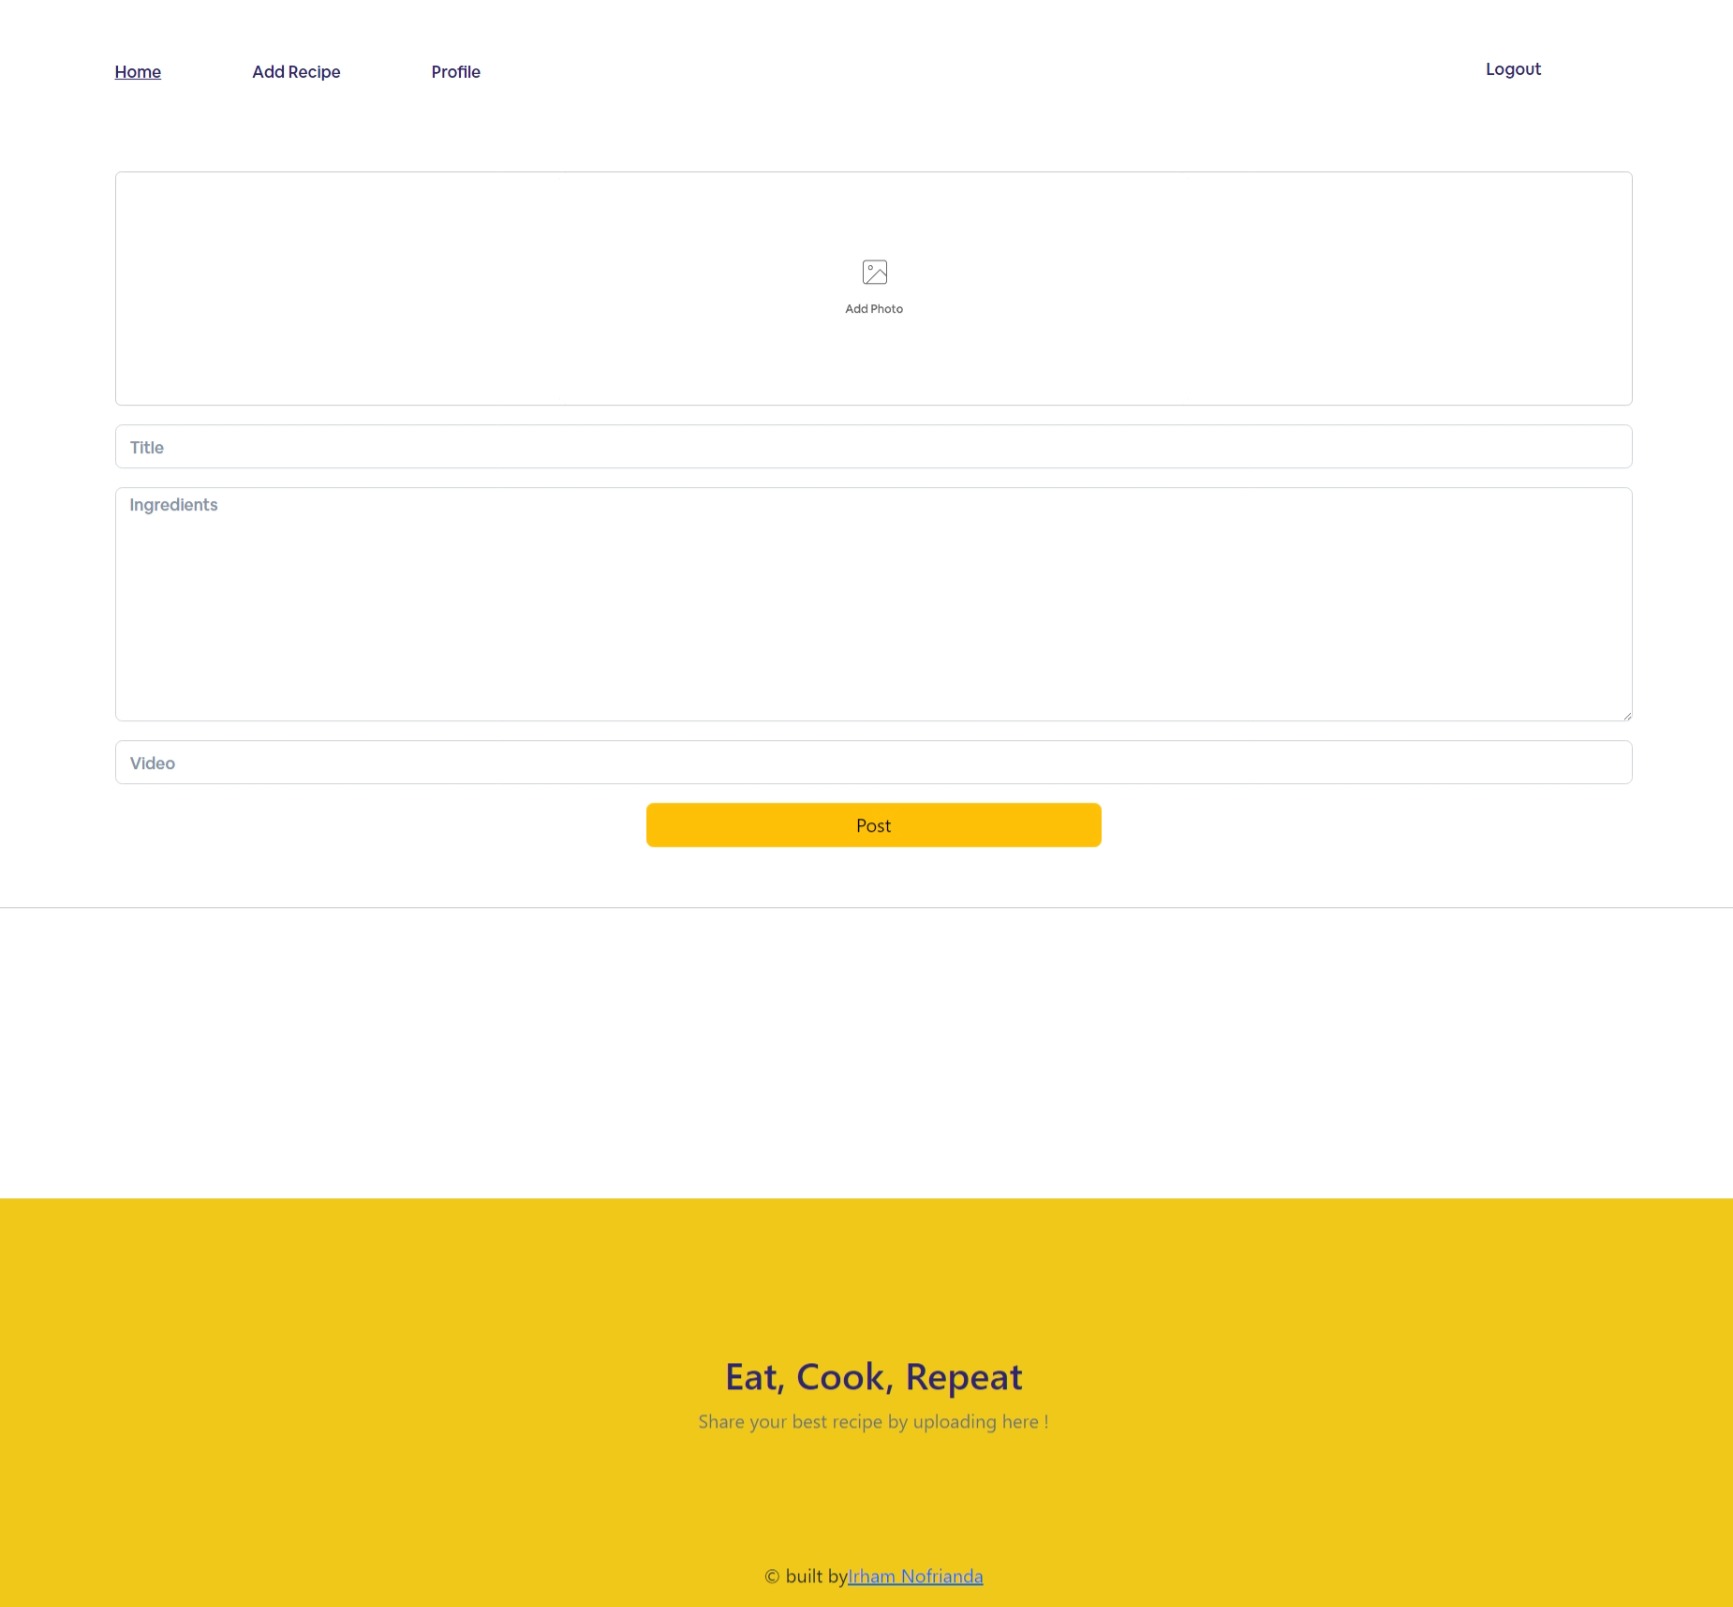 Home Add Recipe Profile Logout
Add Photo
Title
Ingredients
Video
Post
Eat, Cook, Repeat
Share your best recipe by uploading here !
© built byIrham Nofrianda